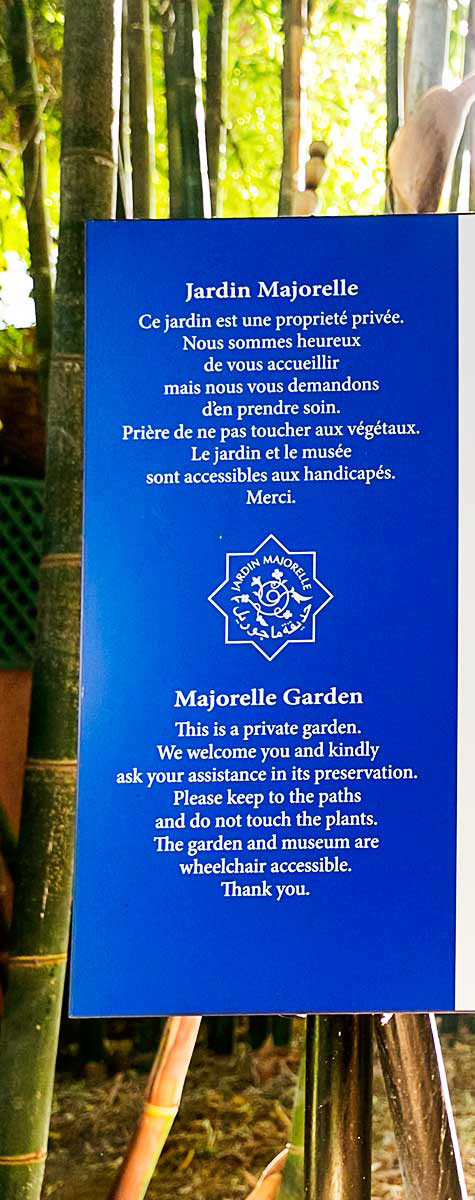 Jardin Majorelle
Ce jardin est une proprieté privée.
Nous sommes heureux
de vous accueillir
mais nous vous demandons
d'en prendre soin.
Prière de ne pas toucher aux végétaux.
Le jardin et le musée
sont accessibles aux handicapés.
Merci.
JARDIN MAJORELLE
حديقة ماجوريل
Majorelle Garden
This is a private garden.
We welcome you and kindly
ask your assistance in its preservation.
Please keep to the paths
and do not touch the plants.
The garden and museum are
wheelchair accessible.
Thank you.